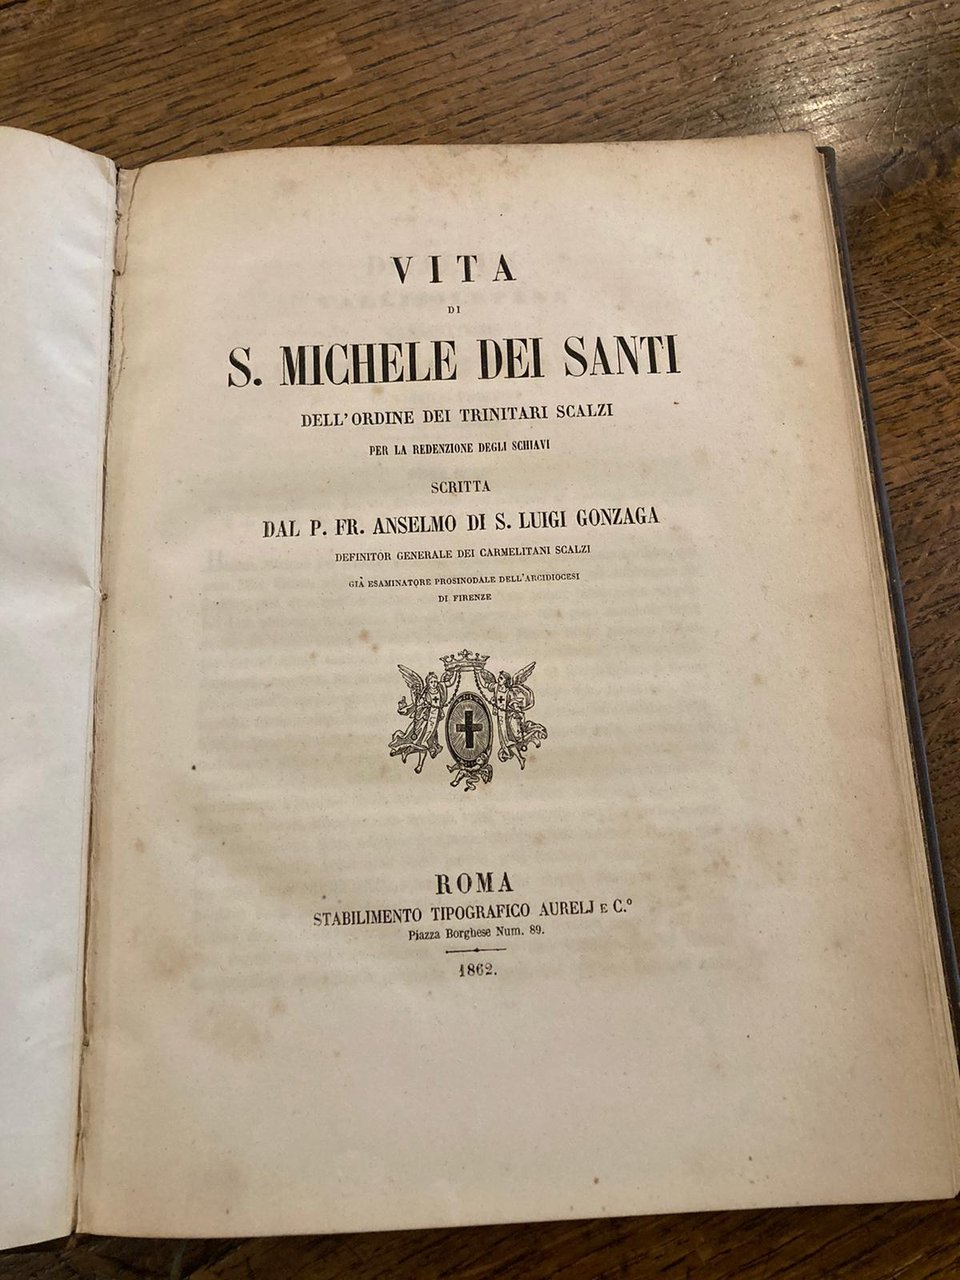 VITA
DI
S. MICHELE DEI SANTI
DELL'ORDINE DEI TRINITARI SCALZI
PER LA REDENZIONE DEGLI SCHIAVI
SCRITTA
DAL P. FR. ANSELMO DI S. LUIGI GONZAGA
DEFINITOR GENERALE DEI CARMELITANI SCALZI
GIÀ ESAMINATORE PROSINODALE DELL'ARCIDIOCESI
DI FIRENZE
ROMA
STABILIMENTO TIPOGRAFICO AURELJ E C.º
Piazza Borghese Num. 89.
1862.